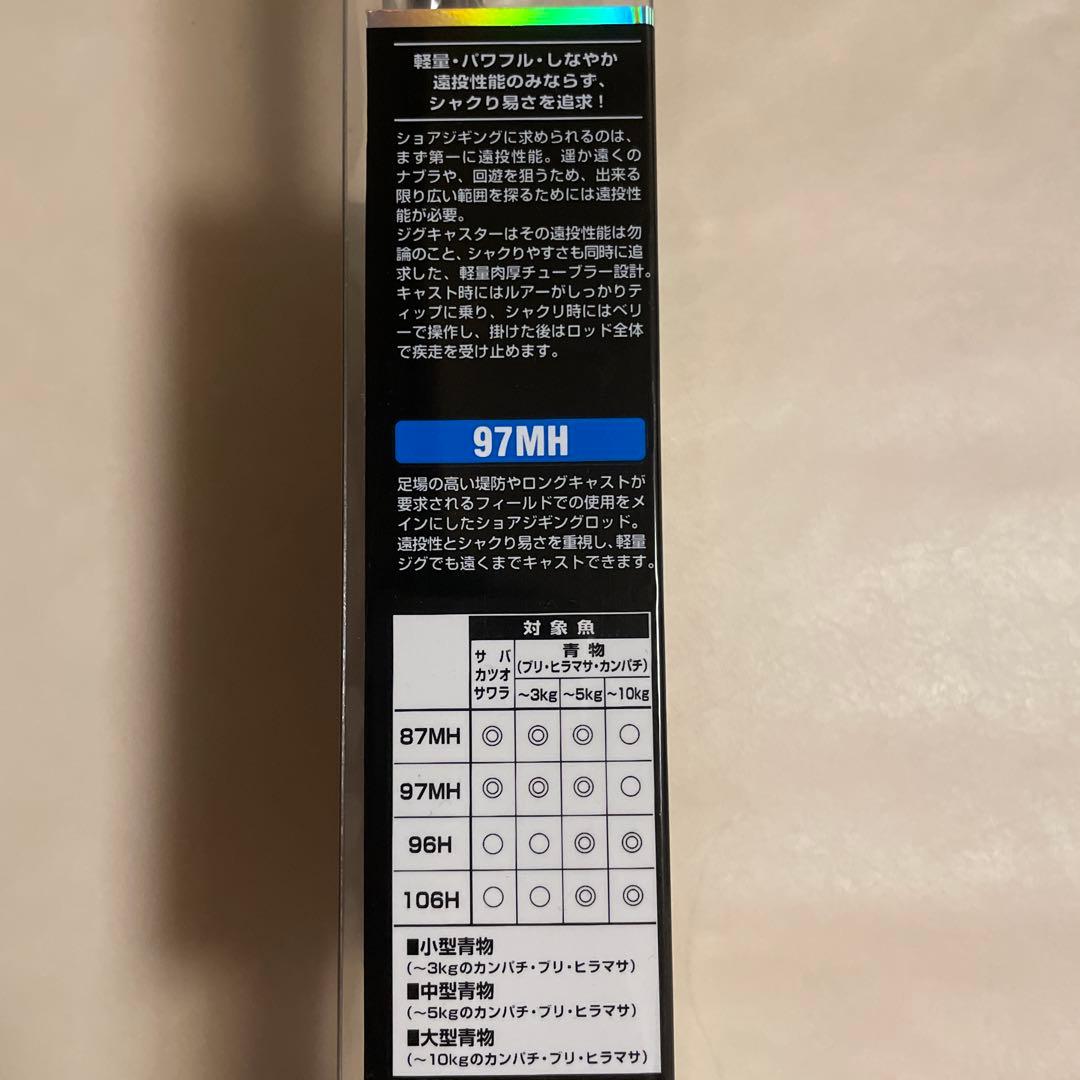 軽量・パワフル・しなやか
遠投性能のみならず、
シャクり易さを追求！
ショアジギングに求められるのは、
まず第一に遠投性能。遥か遠くの
ナブラや、回遊を狙うため、出来る
限り広い範囲を探るためには遠投性
能が必要。
ジグキャスターはその遠投性能は勿
論のこと、シャクりやすさも同時に追
求した、軽量肉厚チューブラー設計。
キャスト時にはルアーがしっかりテ
ィップに乗り、シャクリ時にはベリ
ーで操作し、掛けた後はロッド全体
で疾走を受け止めます。
97MH
足場の高い堤防やロングキャストが
要求されるフィールドでの使用をメ
インにしたショアジギングロッド。
遠投性とシャクり易さを重視し、軽量
ジグでも遠くまでキャストできます。
対象魚
サバ
カツオ
サワラ
青物
(ブリ・ヒラマサ・カンパチ)
〜3kg 〜5kg 〜10kg
87MH ◎ ◎ ◎ ○
97MH ◎ ◎ ◎ ○
96H ○ ○ ◎ ◎
106H ○ ○ ◎ ◎
■小型青物
(〜3kgのカンパチ・ブリ・ヒラマサ)
■中型青物
(〜5kgのカンパチ・ブリ・ヒラマサ)
■大型青物
(〜10kgのカンパチ・ブリ・ヒラマサ)